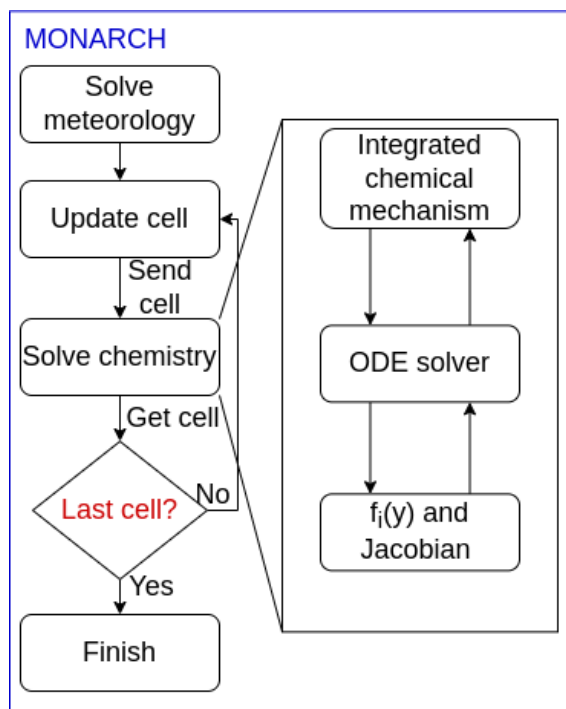 MONARCH
Solve
meteorology
Update cell
Send
cell
Solve chemistry
Get cell
Last cell?
No
Yes
Finish
Integrated
chemical
mechanism
ODE solver
fi(y) and
Jacobian